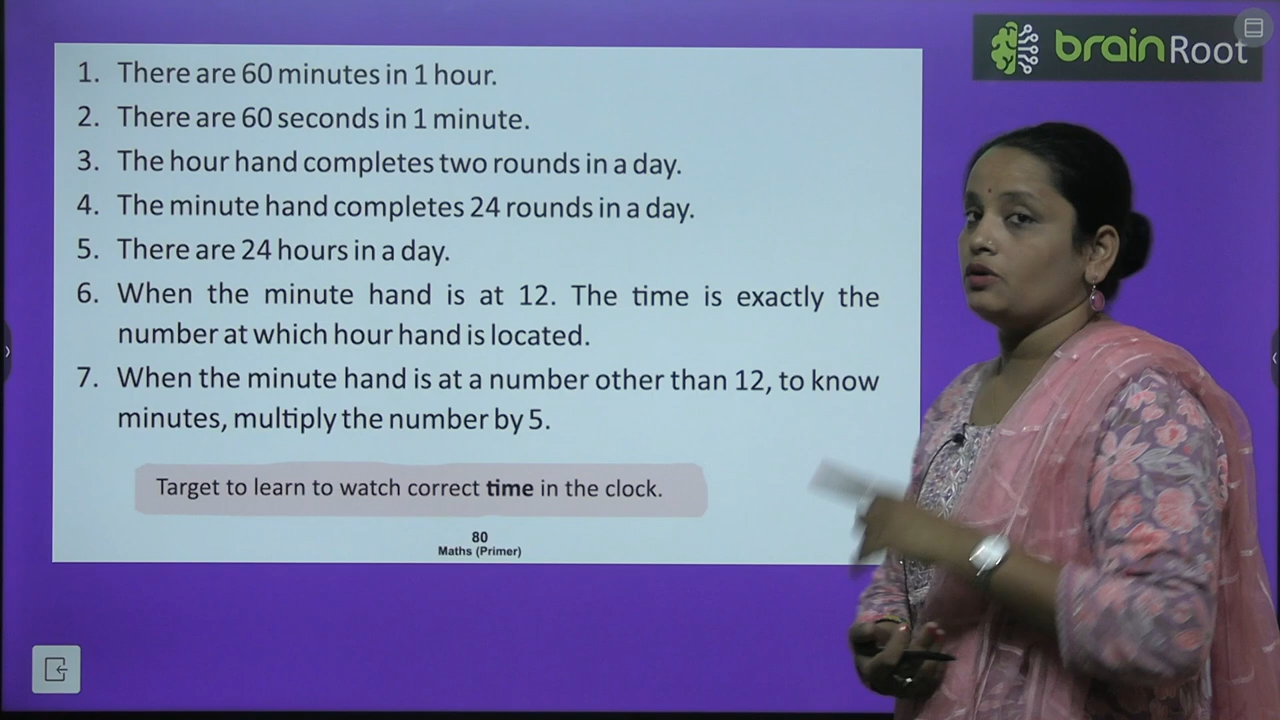 brainRoot
1. There are 60 minutes in 1 hour.
2. There are 60 seconds in 1 minute.
3. The hour hand completes two rounds in a day.
4. The minute hand completes 24 rounds in a day.
5. There are 24 hours in a day.
6. When the minute hand is at 12. The time is exactly the
number at which hour hand is located.
7. When the minute hand is at a number other than 12, to know
minutes, multiply the number by 5.
Target to learn to watch correct time in the clock.
80
Maths (Primer)